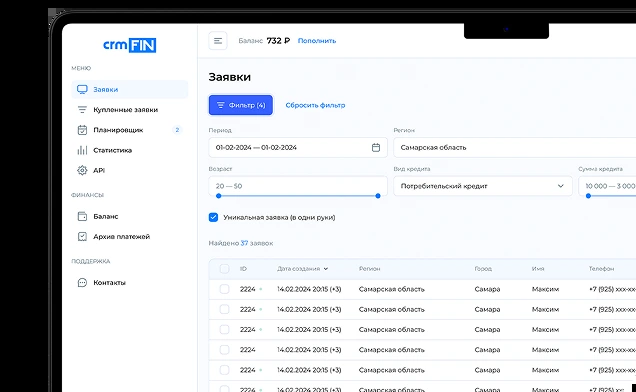 crm FIN
Баланс 732 ₽ Пополнить
МЕНЮ
Заявки
Купленные заявки
Планировщик 2
Статистика
API
ФИНАНСЫ
Баланс
Архив платежей
ПОДДЕРЖКА
Контакты
Заявки
Фильтр (4) Сбросить фильтр
Период Регион
01-02-2024 — 01-02-2024 Самарская область
Возраст Вид кредита Сумма кредита
20 — 50 Потребительский кредит 10 000 — 3 000
Уникальная заявка (в одни руки)
Найдено 37 заявок
ID Дата создания Регион Город Имя Телефон
2224 14.02.2024 20:15 (+3) Самарская область Самара Максим +7 (925) xxx-xx
2224 14.02.2024 20:15 (+3) Самарская область Самара Максим +7 (925) xxx-xx
2224 14.02.2024 20:15 (+3) Самарская область Самара Максим +7 (925) xxx-xx
2224 14.02.2024 20:15 (+3) Самарская область Самара Максим +7 (925) xxx-xx
2224 14.02.2024 20:15 (+3) Самарская область Самара Максим +7 (925) xxx-xx
2224 14.02.2024 20:15 (+3) Самарская область Самара Максим +7 (925)